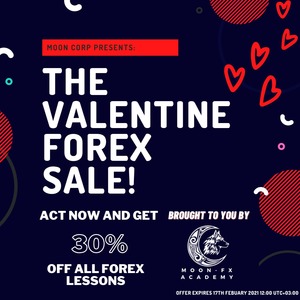 MOON CORP PRESENTS:
THE
VALENTINE
FOREX
SALE!
ACT NOW AND GET
30%
OFF ALL FOREX
LESSONS
BROUGHT TO YOU BY
MOON-FX
ACADEMY
OFFER EXPIRES 17TH FEBUARY 2021 12:00 UTC+03:00